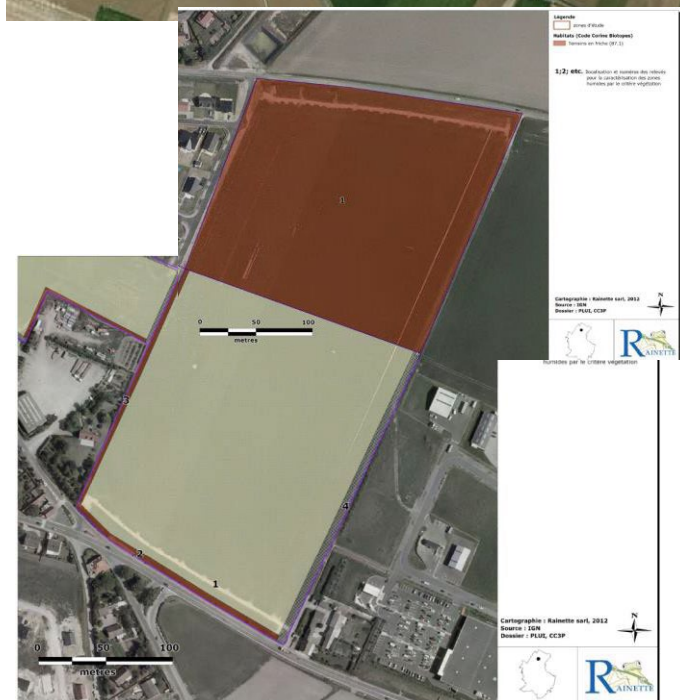 Légende
zones d'étude
Habitats (Code Corine Biotopes)
Terrains en friche (87.1)
1;2; etc. localisation et numéros des relevés
pour la caractérisation des zones
humides par le critère végétation
1
0 50 100
metres
Cartographie : Rainette sarl, 2012
Source : IGN
Dossier : PLUI, CC3P
N
RAINETTE
humides par le critère végétation
3
4
2
1
0 50 100
metres
Cartographie : Rainette sarl, 2012
Source : IGN
Dossier : PLUI, CC3P
N
RAINETTE